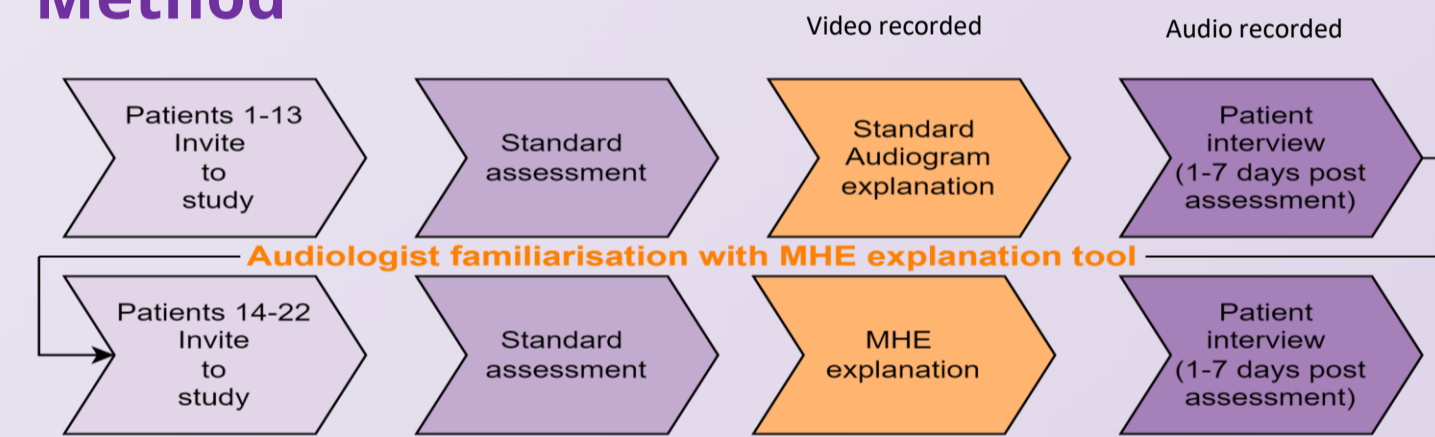 Method
Video recorded
Audio recorded
Patients 1-13
Invite
to
study
Standard
assessment
Standard
Audiogram
explanation
Patient
interview
(1-7 days post
assessment)
Audiologist familiarisation with MHE explanation tool
Patients 14-22
Invite
to
study
Standard
assessment
MHE
explanation
Patient
interview
(1-7 days post
assessment)